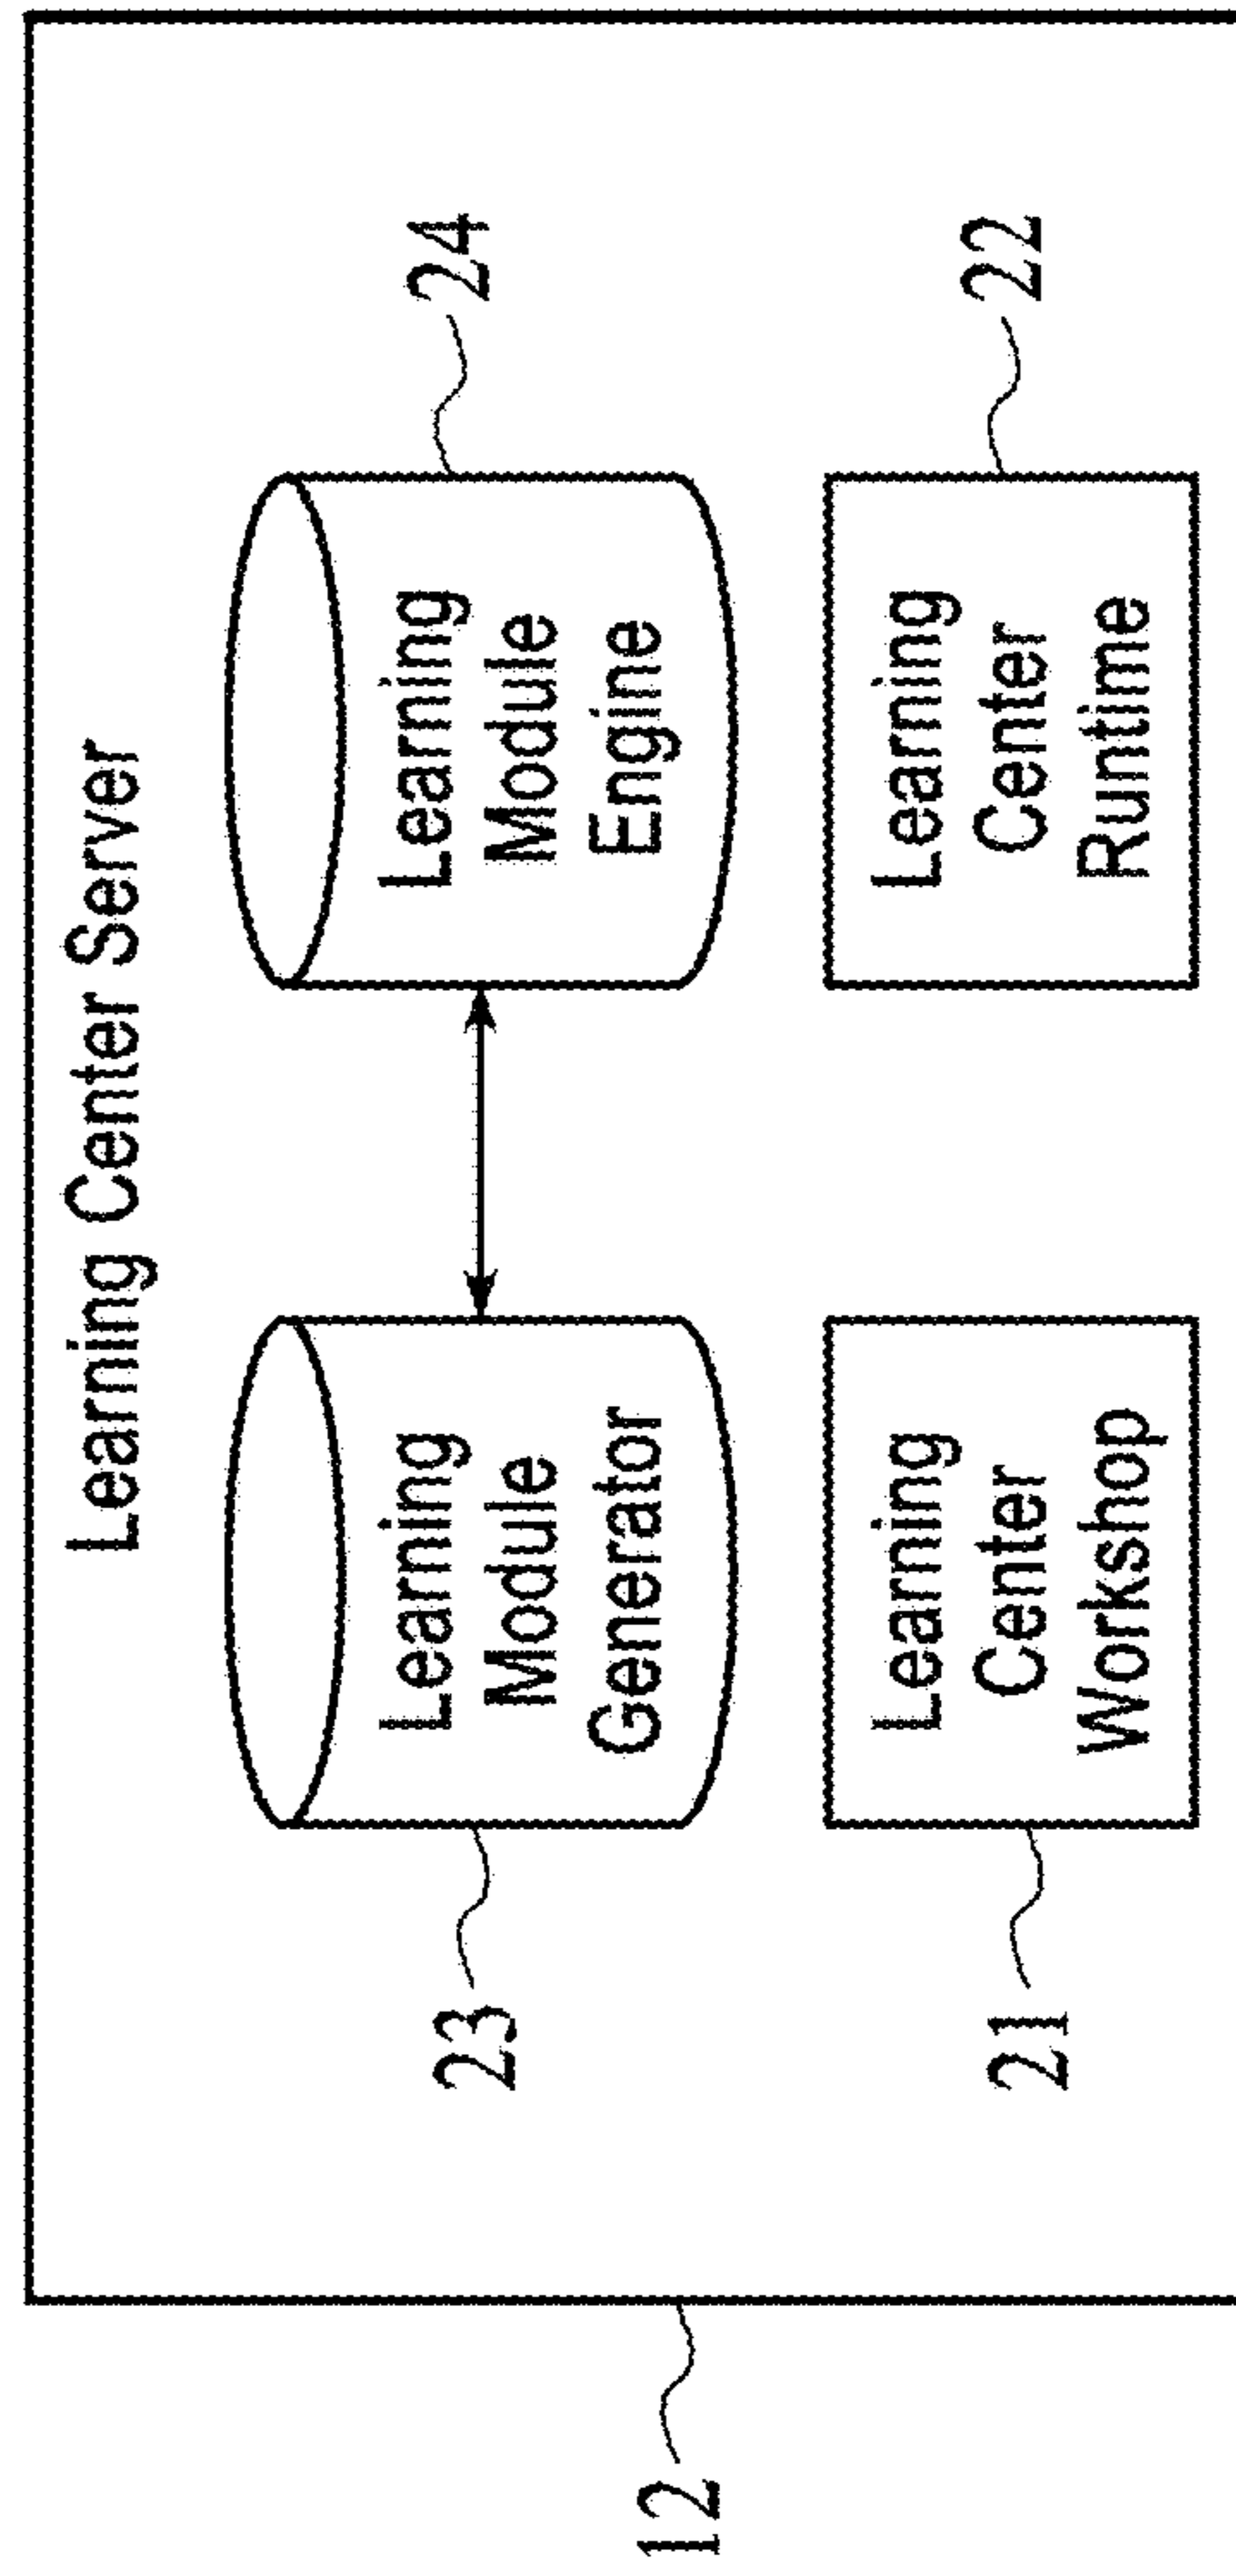 Learning Center Server
23
Learning
Module
Generator
Learning
Module
Engine
24
12
21
Learning
Center
Workshop
Learning
Center
Runtime
22